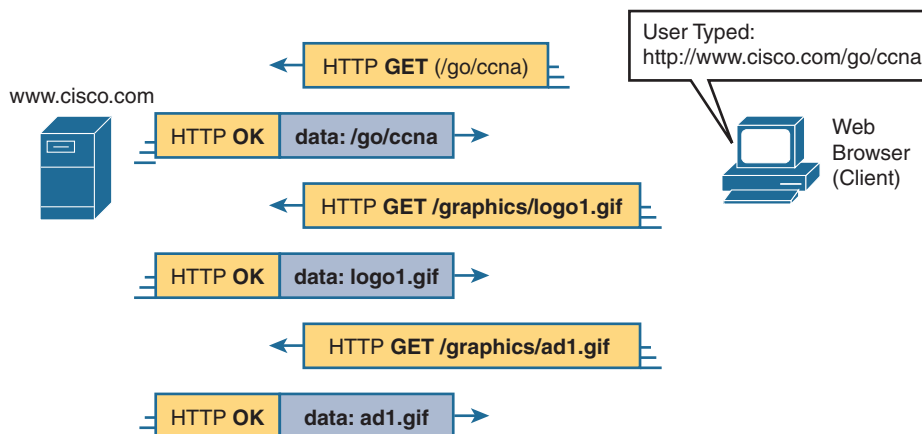 User Typed:
http://www.cisco.com/go/ccna
HTTP GET (/go/ccna)
www.cisco.com
HTTP OK data: /go/ccna
Web
Browser
(Client)
HTTP GET /graphics/logo1.gif
HTTP OK data: logo1.gif
HTTP GET /graphics/ad1.gif
HTTP OK data: ad1.gif